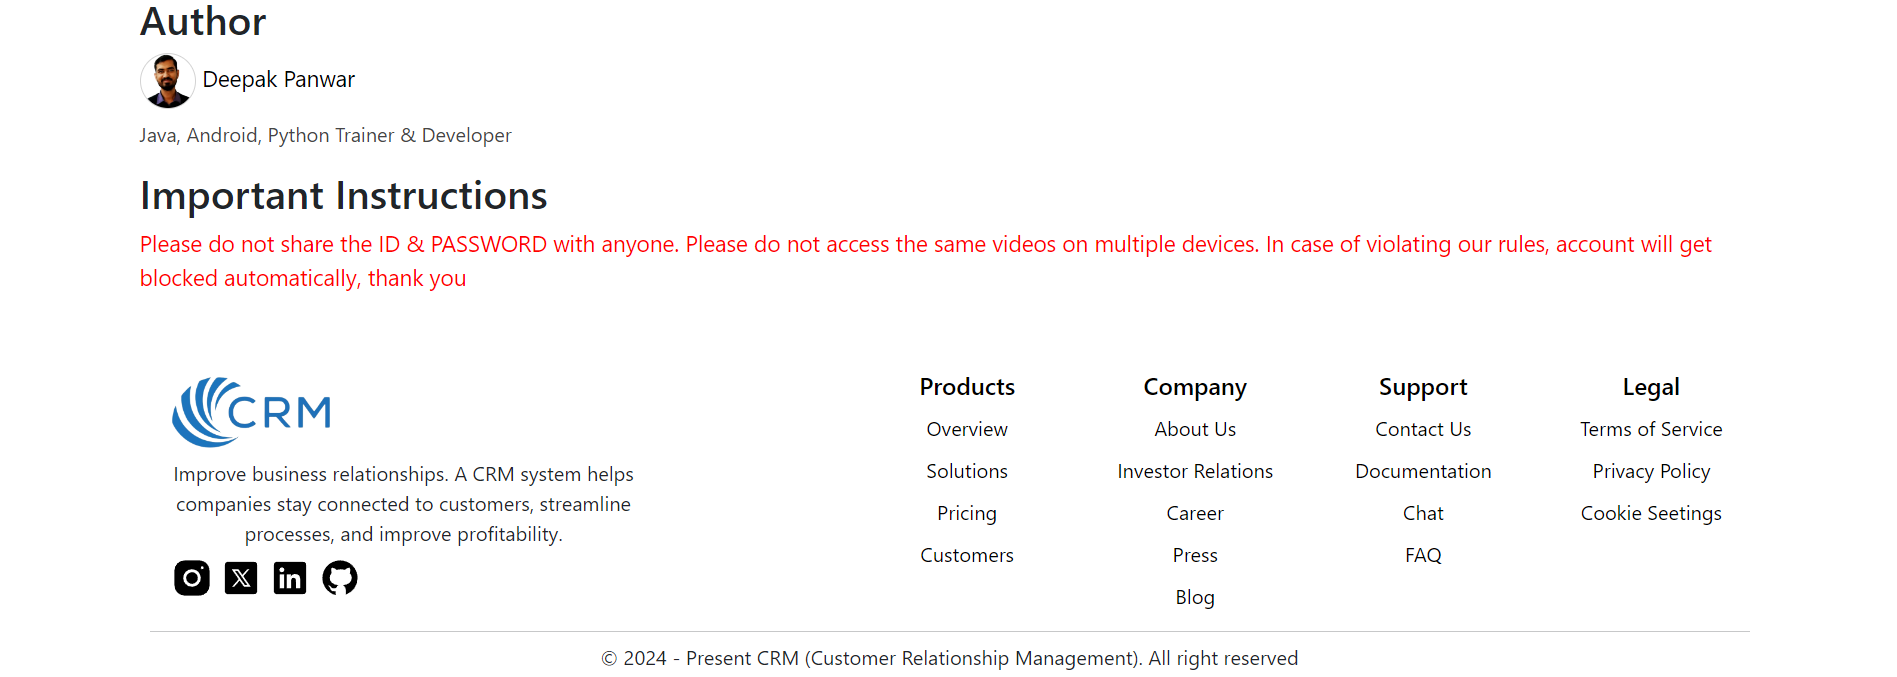 Author
Deepak Panwar
Java, Android, Python Trainer & Developer
Important Instructions
Please do not share the ID & PASSWORD with anyone. Please do not access the same videos on multiple devices. In case of violating our rules, account will get
blocked automatically, thank you
CRM
Improve business relationships. A CRM system helps
companies stay connected to customers, streamline
processes, and improve profitability.
Products
Overview
Solutions
Pricing
Customers
Company
About Us
Investor Relations
Career
Press
Blog
Support
Contact Us
Documentation
Chat
FAQ
Legal
Terms of Service
Privacy Policy
Cookie Seetings
© 2024 - Present CRM (Customer Relationship Management). All right reserved